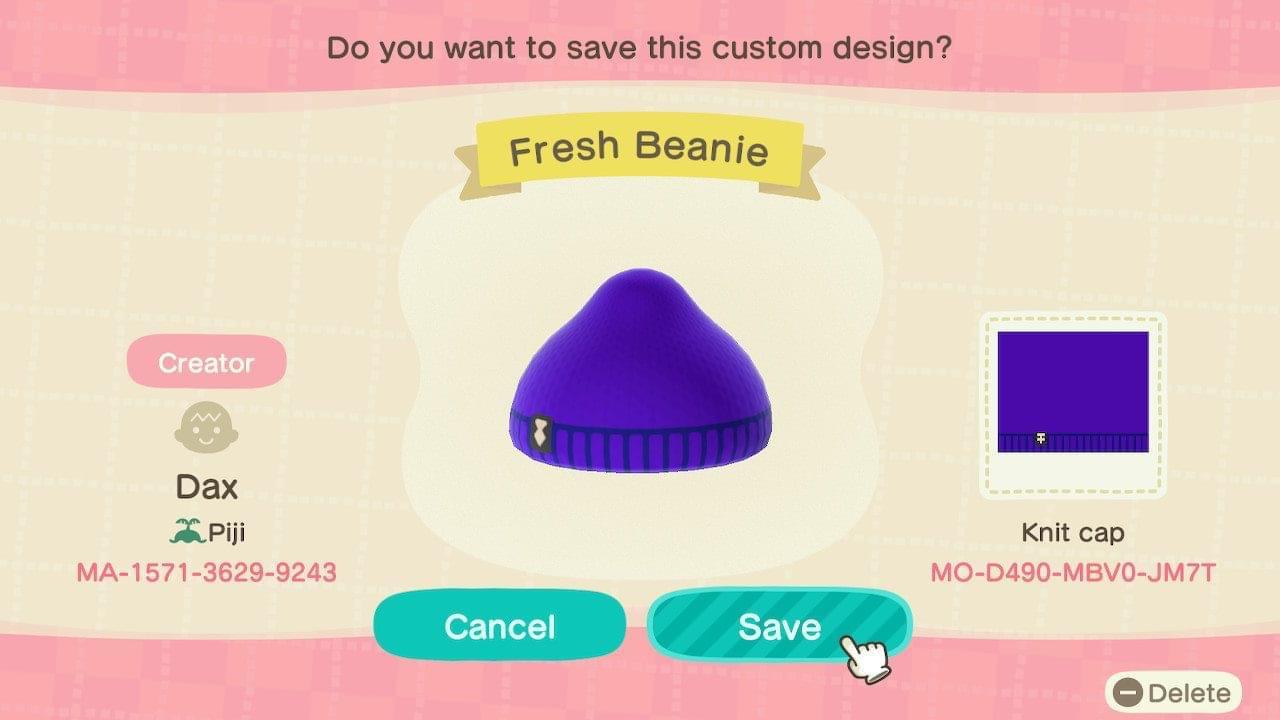 Do you want to save this custom design?
Fresh Beanie
Creator
Dax
Piji
MA-1571-3629-9243
Knit cap
MO-D490-MBV0-JM7T
Cancel
Save
Delete